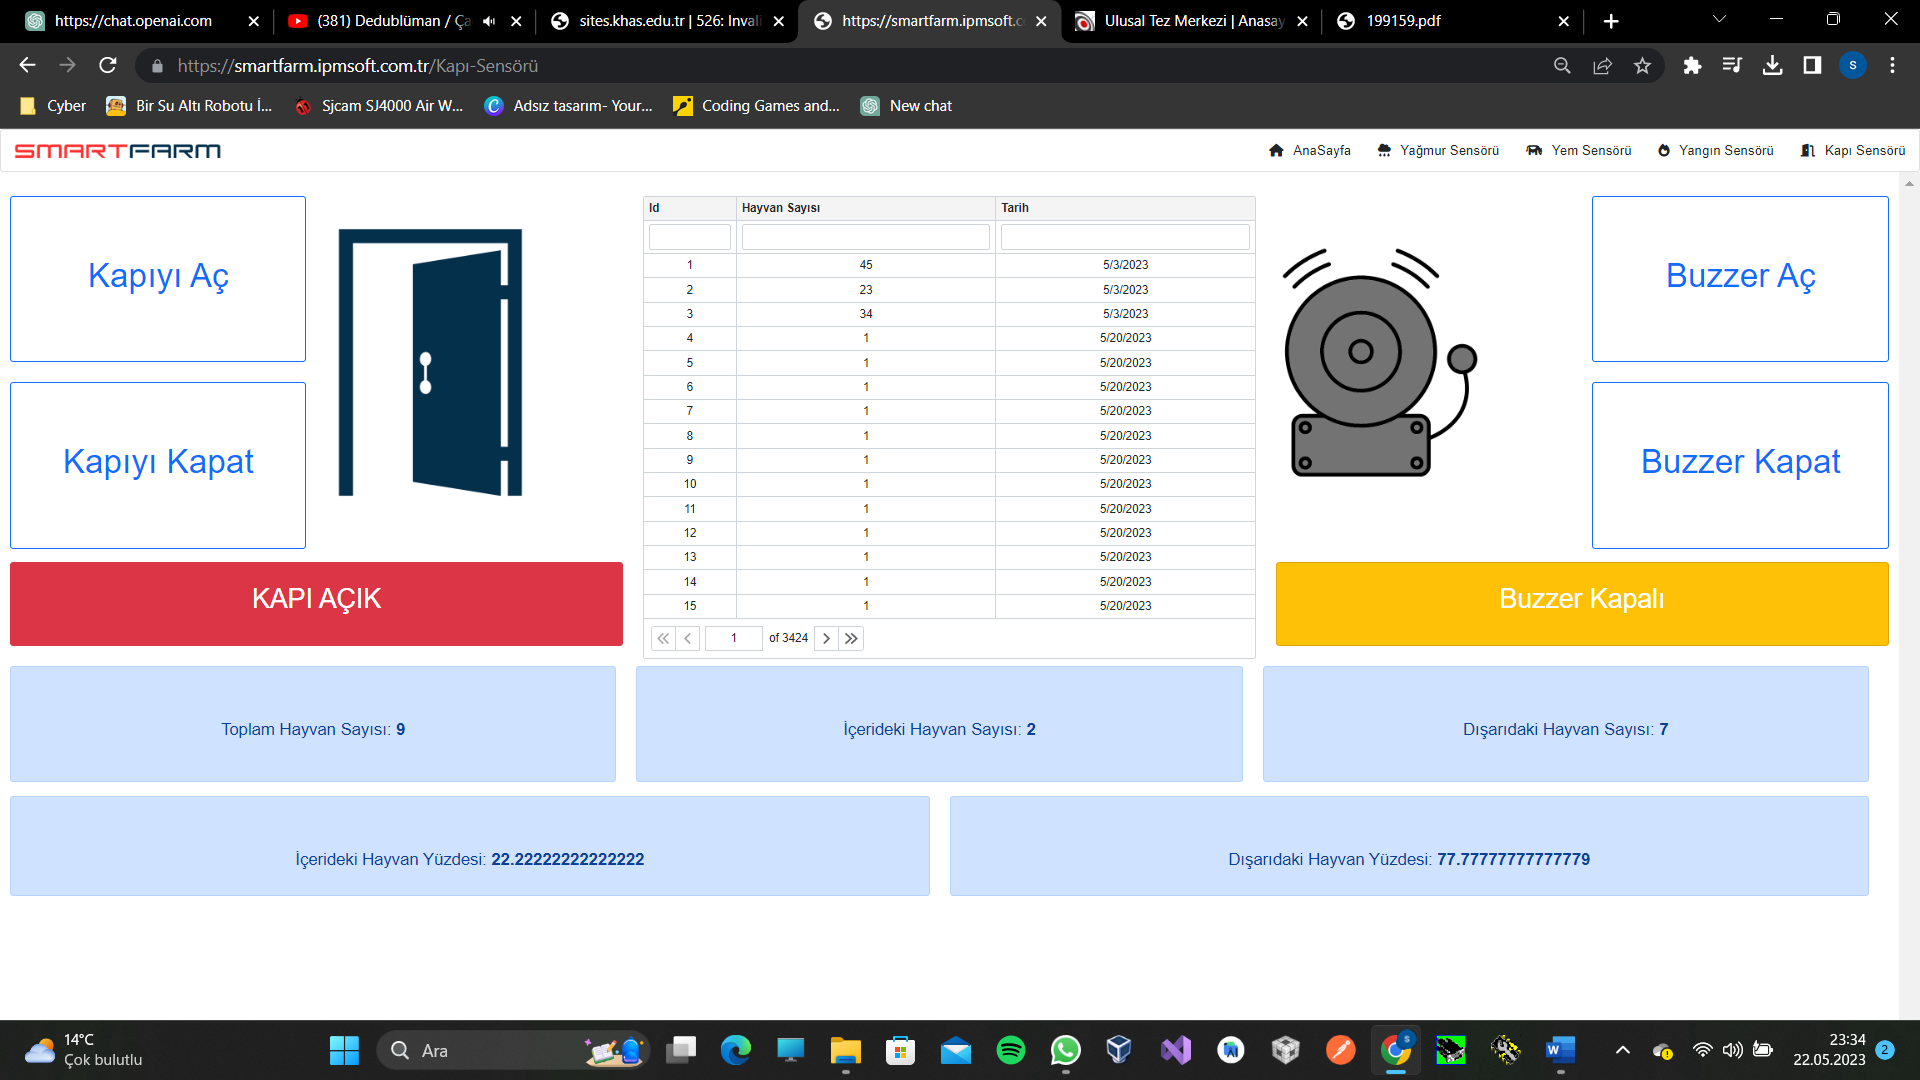 https://chat.openai.com
(381) Dedublüman / Ça
sites.khas.edu.tr | 526: Invali
https://smartfarm.ipmsoft.co
Ulusal Tez Merkezi | Anasay
199159.pdf
https://smartfarm.ipmsoft.com.tr/Kapı-Sensörü
S
Cyber
Bir Su Altı Robotu İ...
Sjcam SJ4000 Air W...
Adsız tasarım- Your...
Coding Games and...
New chat
SMARTFARM
AnaSayfa
Yağmur Sensörü
Yem Sensörü
Yangın Sensörü
Kapı Sensörü
Kapıyı Aç
Kapıyı Kapat
KAPI AÇIK
Id Hayvan Sayısı Tarih
1 45 5/3/2023
2 23 5/3/2023
3 34 5/3/2023
4 1 5/20/2023
5 1 5/20/2023
6 1 5/20/2023
7 1 5/20/2023
8 1 5/20/2023
9 1 5/20/2023
10 1 5/20/2023
11 1 5/20/2023
12 1 5/20/2023
13 1 5/20/2023
14 1 5/20/2023
15 1 5/20/2023
1 of 3424
Buzzer Aç
Buzzer Kapat
Buzzer Kapalı
Toplam Hayvan Sayısı: 9
İçerideki Hayvan Sayısı: 2
Dışarıdaki Hayvan Sayısı: 7
İçerideki Hayvan Yüzdesi: 22.22222222222222
Dışarıdaki Hayvan Yüzdesi: 77.77777777777779
14°C
Çok bulutlu
Ara
23:34
22.05.2023
2